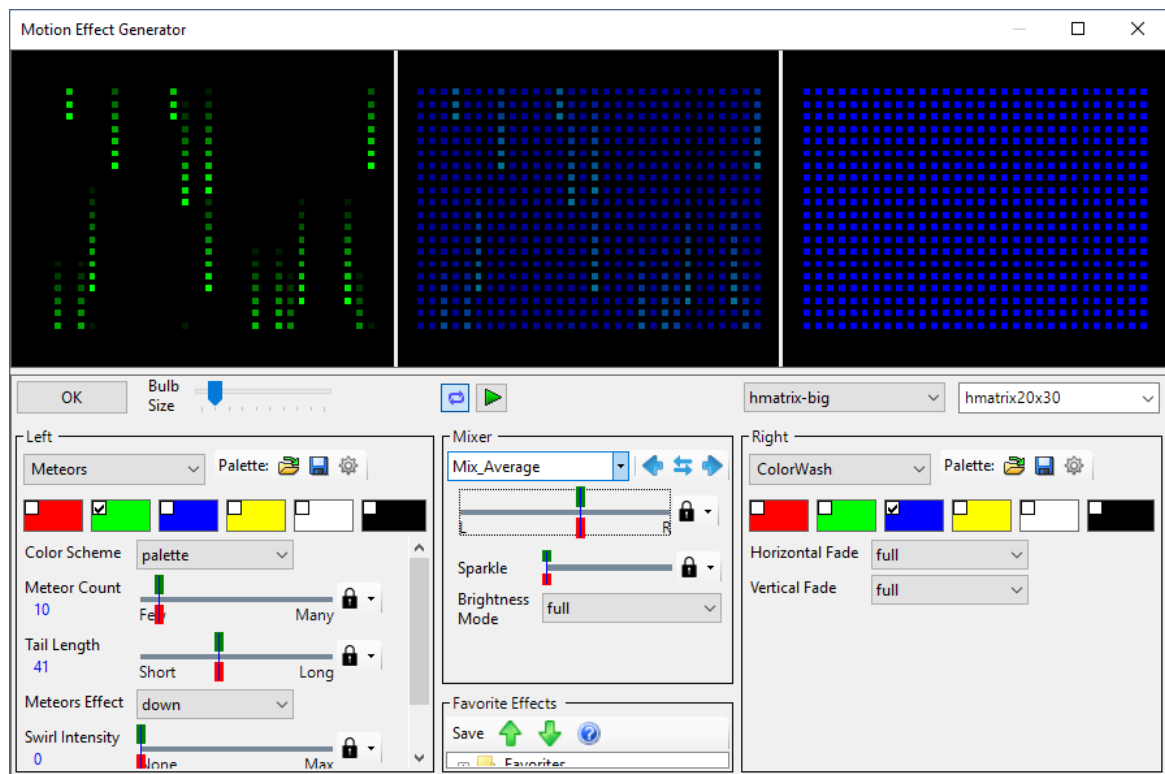 Motion Effect Generator
OK
Bulb Size
hmatrix-big
hmatrix20x30
Left
Meteors
Palette:
Color Scheme
palette
Meteor Count
10
Few
Many
Tail Length
41
Short
Long
Meteors Effect
down
Swirl Intensity
0
None
Max
Mixer
Mix_Average
L
R
Sparkle
Brightness Mode
full
Favorite Effects
Save
Favorites
Right
ColorWash
Palette:
Horizontal Fade
full
Vertical Fade
full